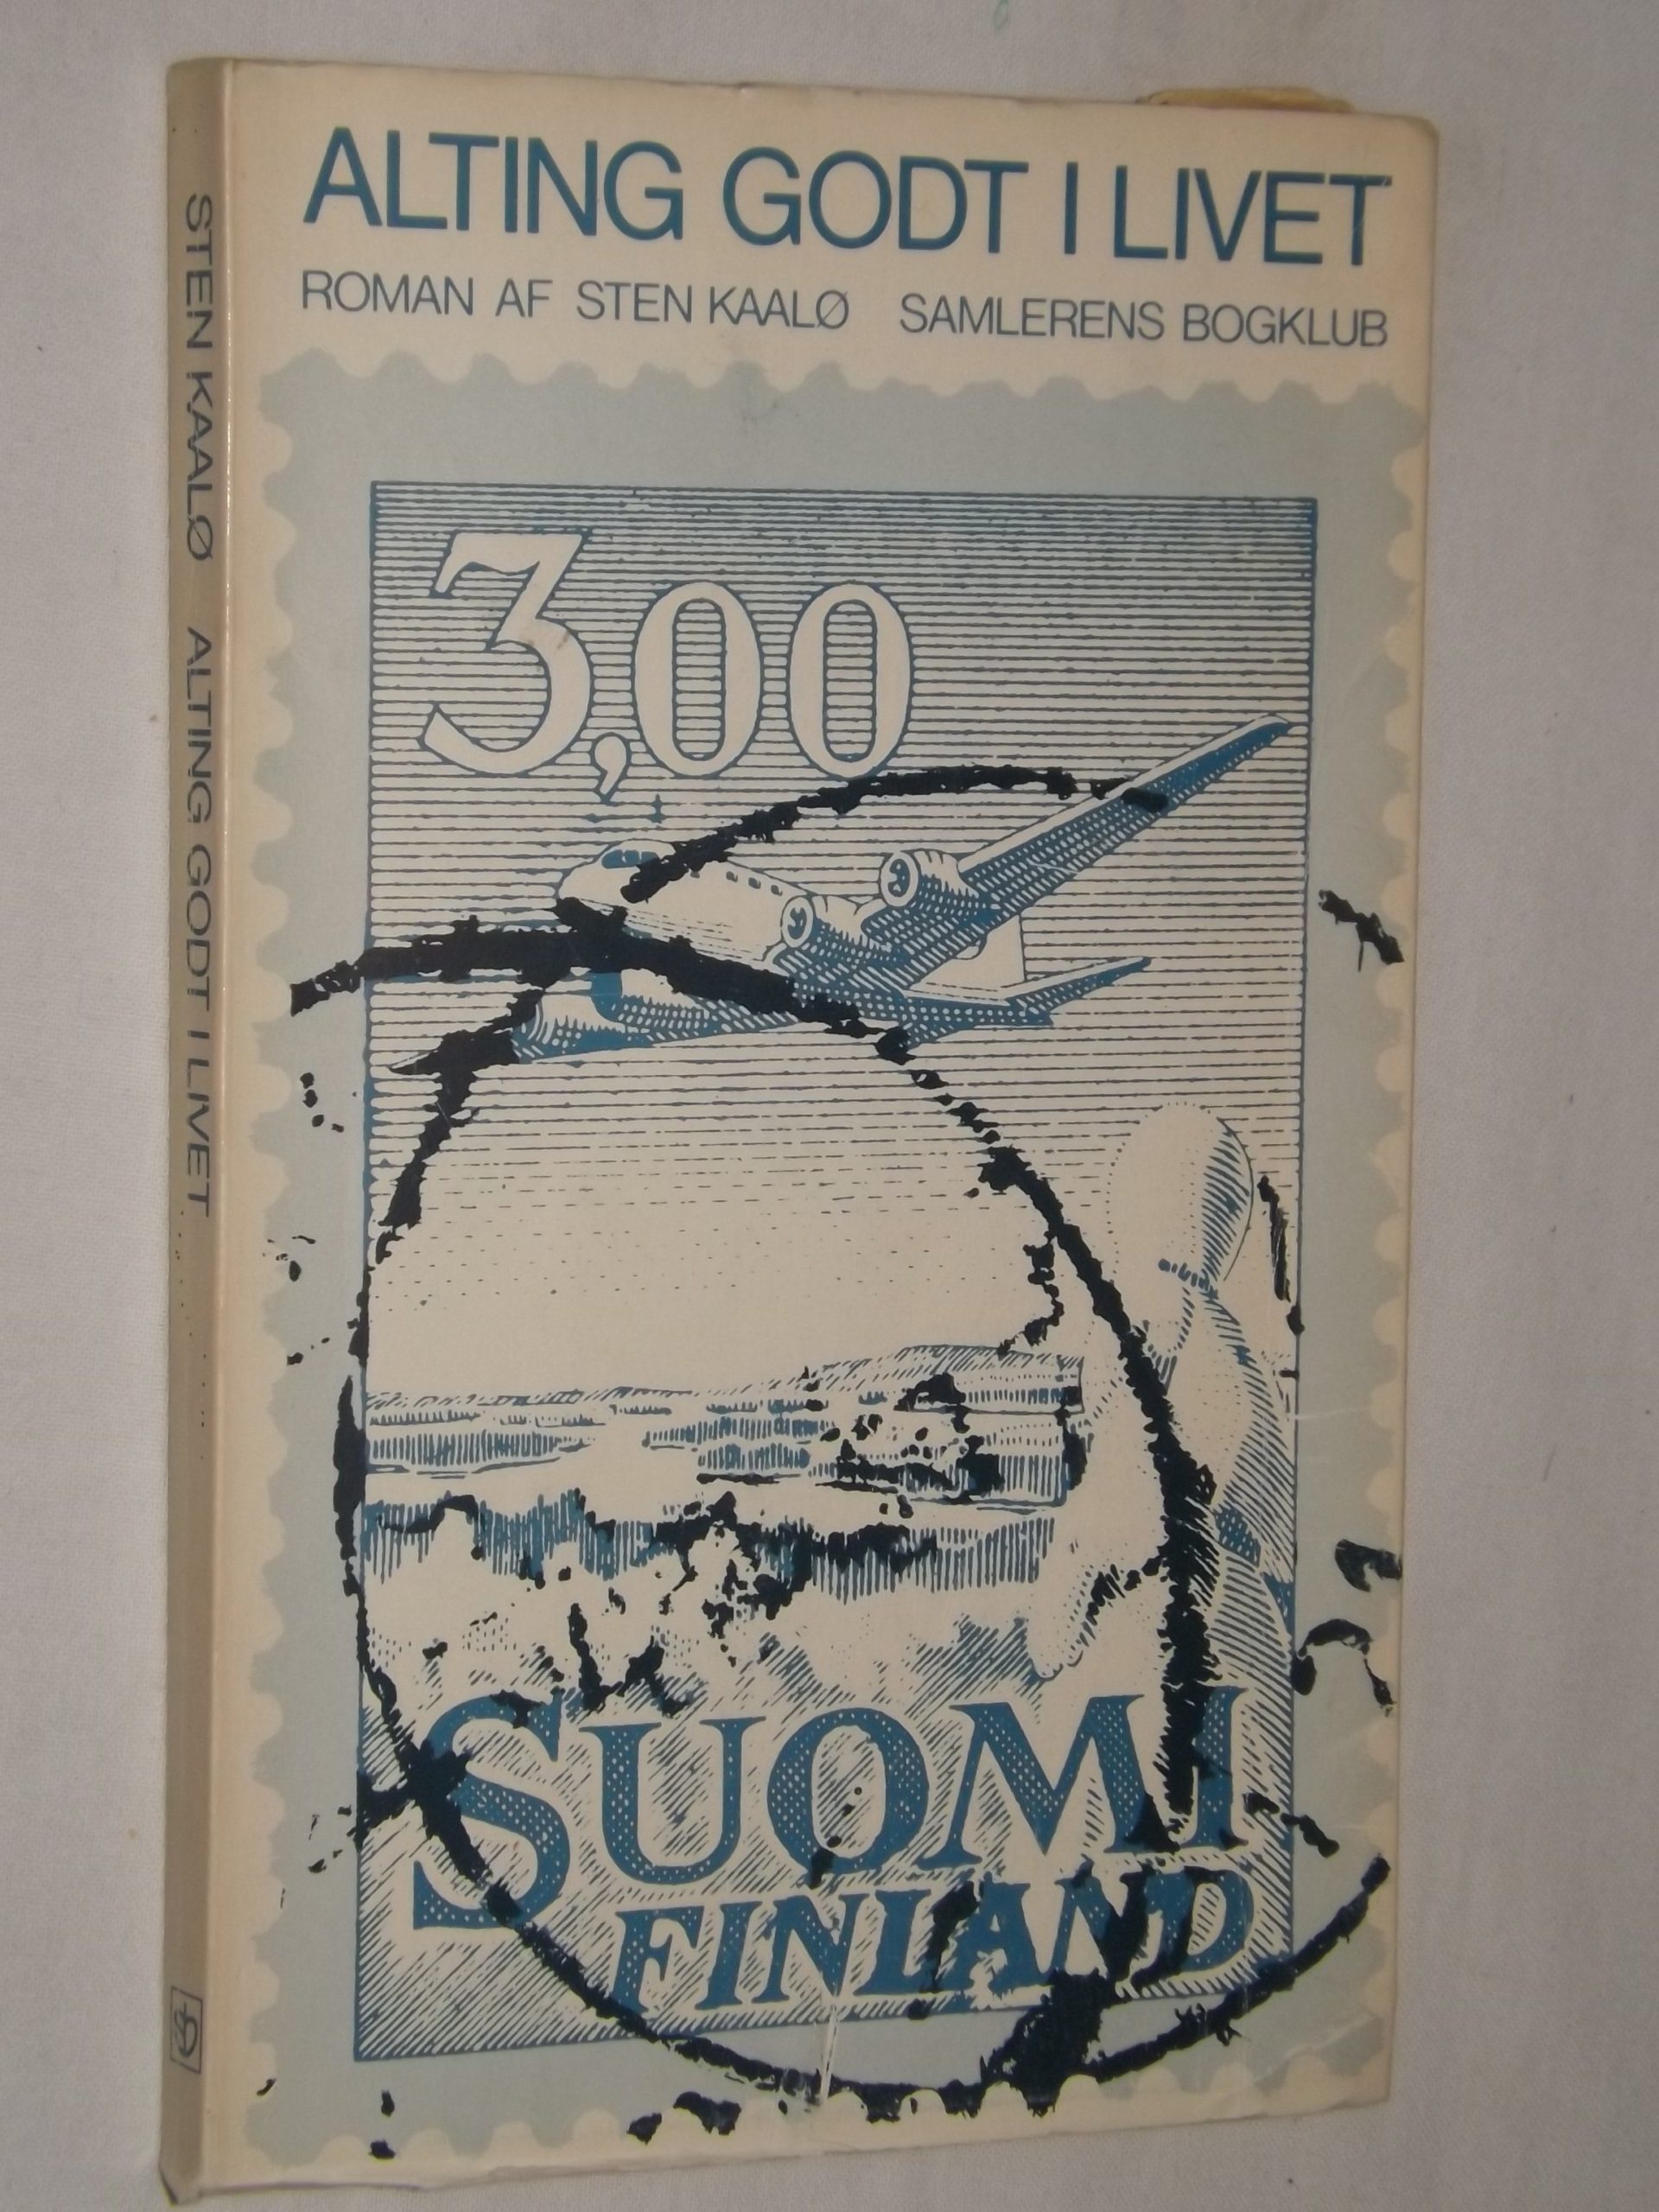 ALTING GODT I LIVET
ROMAN AF STEN KAALØ SAMLERENS BOGKLUB
3,00
SUOMI
FINLAND
STEN KAALØ ALTING GODT I LIVET